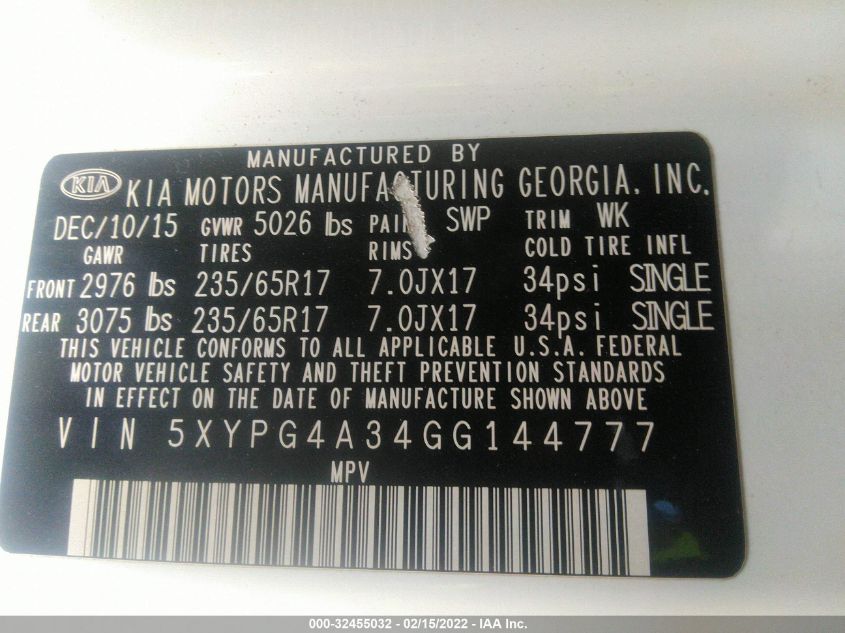 MANUFACTURED BY
KIA KIA MOTORS MANUFACTURING GEORGIA, INC.
DEC/10/15 GVWR 5026 lbs PAINT SWP TRIM WK
GAWR TIRES RIMS COLD TIRE INFL
FRONT 2976 lbs 235/65R17 7.0JX17 34psi SINGLE
REAR 3075 lbs 235/65R17 7.0JX17 34psi SINGLE
THIS VEHICLE CONFORMS TO ALL APPLICABLE U.S.A. FEDERAL
MOTOR VEHICLE SAFETY AND THEFT PREVENTION STANDARDS
IN EFFECT ON THE DATE OF MANUFACTURE SHOWN ABOVE
VIN 5XYPG4A34GG144777
MPV
000-32455032 - 02/15/2022 - IAA Inc.